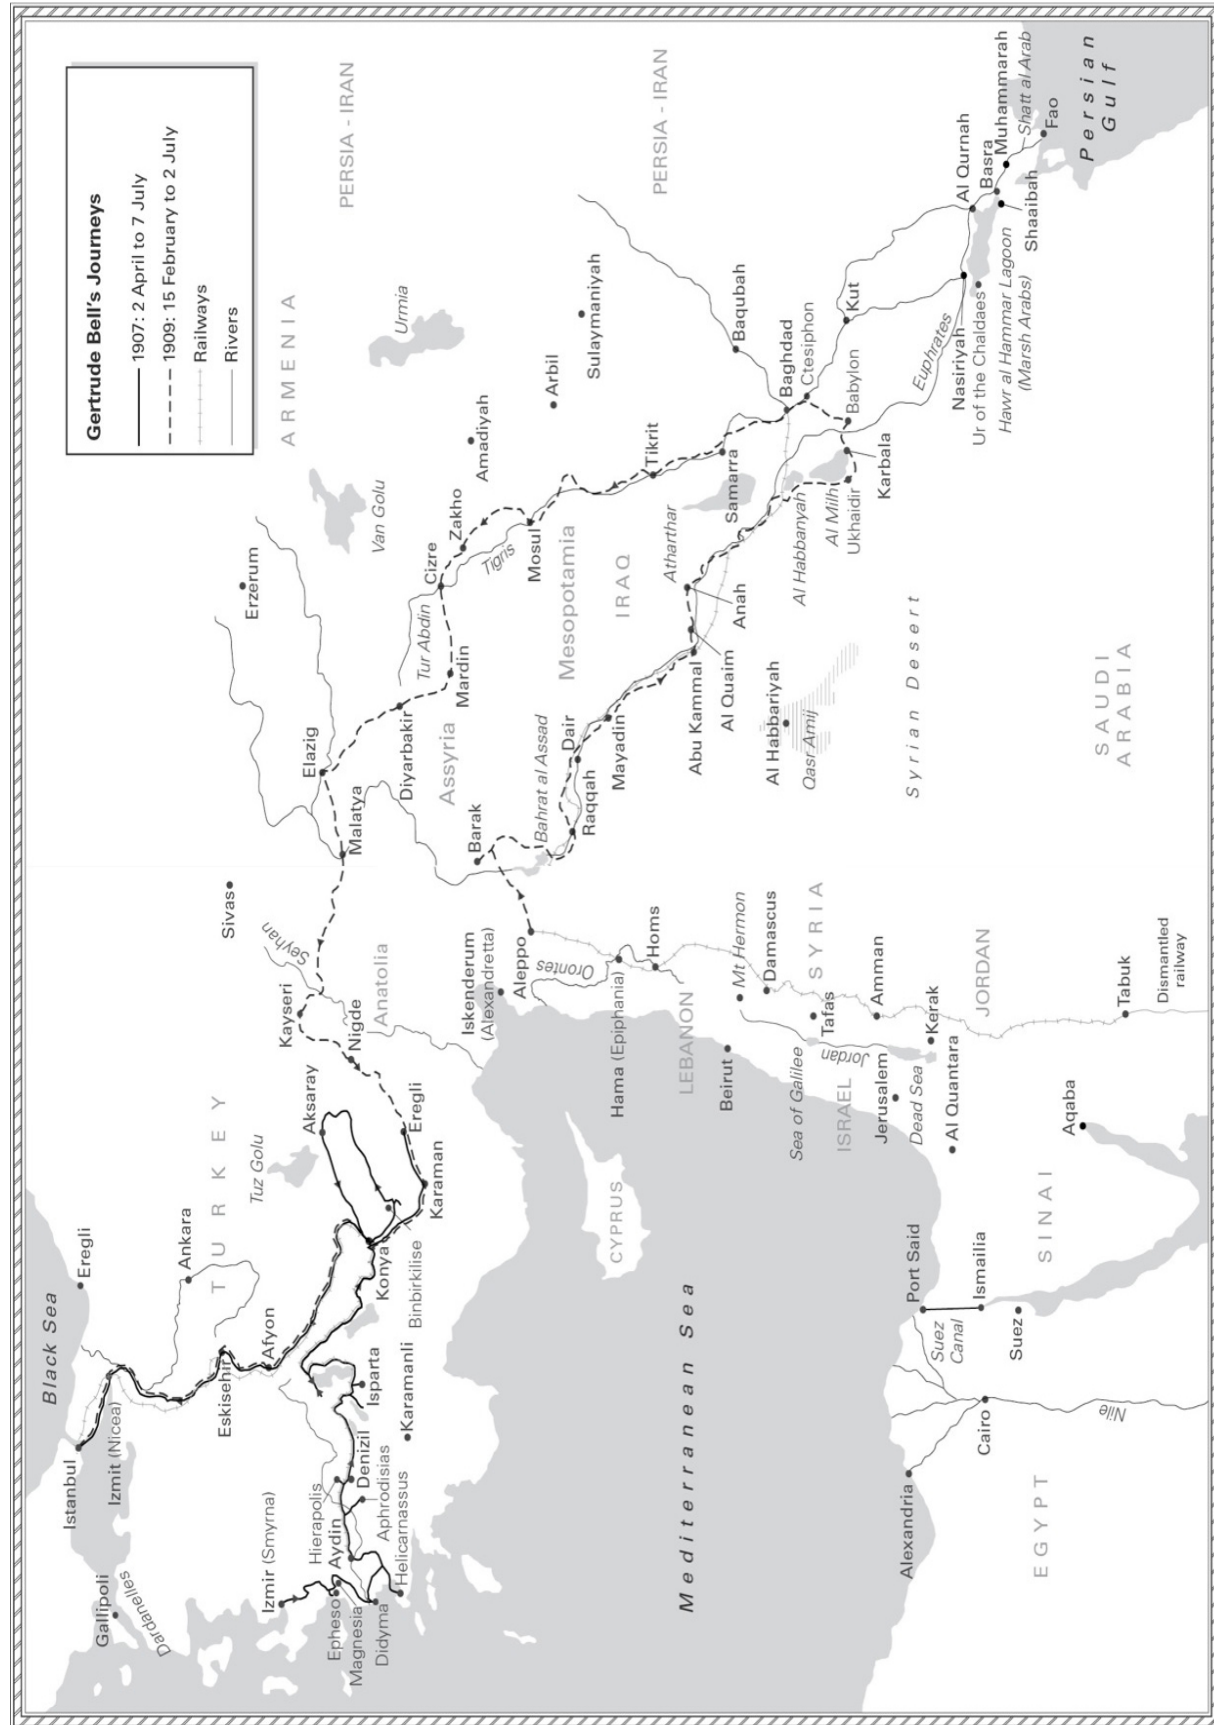 Gertrude Bell's Journeys
1907: 2 April to 7 July
1909: 15 February to 2 July
Railways
Rivers
Black Sea
Istanbul
Izmit (Nicea)
Eregli
Gallipoli
Dardanelles
Ankara
Eskisehir
TURKEY
Afyon
Tuz Golu
Izmir (Smyrna)
Hierapolis
Epheso
Aydin
Magnesia
Didyma
Denizil
Aphrodisias
Helicarnassus
Isparta
Karamanli
Konya
Binbirkilise
Aksaray
Karaman
Eregli
Nigde
Kayseri
Anatolia
Seyhan
Sivas
Malatya
Elazig
Erzerum
ARMENIA
Van Golu
Urmia
PERSIA - IRAN
PERSIA - IRAN
Diyarbakir
Assyria
Mardin
Tur Abdin
Cizre
Zakho
Amadiyah
Tigris
Mosul
Arbil
Sulaymaniyah
Mesopotamia
IRAQ
Tikrit
Samarra
Atharthar
Baqubah
Baghdad
Ctesiphon
Babylon
Kut
Karbala
Ukhaidir
Al Milh
Al Habbanyah
Anah
Al Quaim
Abu Kammal
Mayadin
Dair
Raqqah
Bahrat al Assad
Barak
Aleppo
Iskenderum
(Alexandretta)
Orontes
Hama (Epiphania)
Homs
LEBANON
Mt Hermon
Damascus
Beirut
SYRIA
Tafas
Sea of Galilee
Jordan
Amman
ISRAEL
Jerusalem
Dead Sea
Kerak
Al Quantara
JORDAN
Tabuk
Dismantled
railway
Aqaba
SINAI
Port Said
Suez
Canal
Ismailia
Suez
Cairo
Nile
Alexandria
EGYPT
Mediterranean Sea
CYPRUS
Al Habbariyah
Qasr Amij
Syrian Desert
SAUDI
ARABIA
Euphrates
Nasiriyah
Ur of the Chaldaes
Hawr al Hammar Lagoon
(Marsh Arabs)
Al Qurnah
Basra
Shaaibah
Muhammarah
Shatt al Arab
Fao
Persian
Gulf